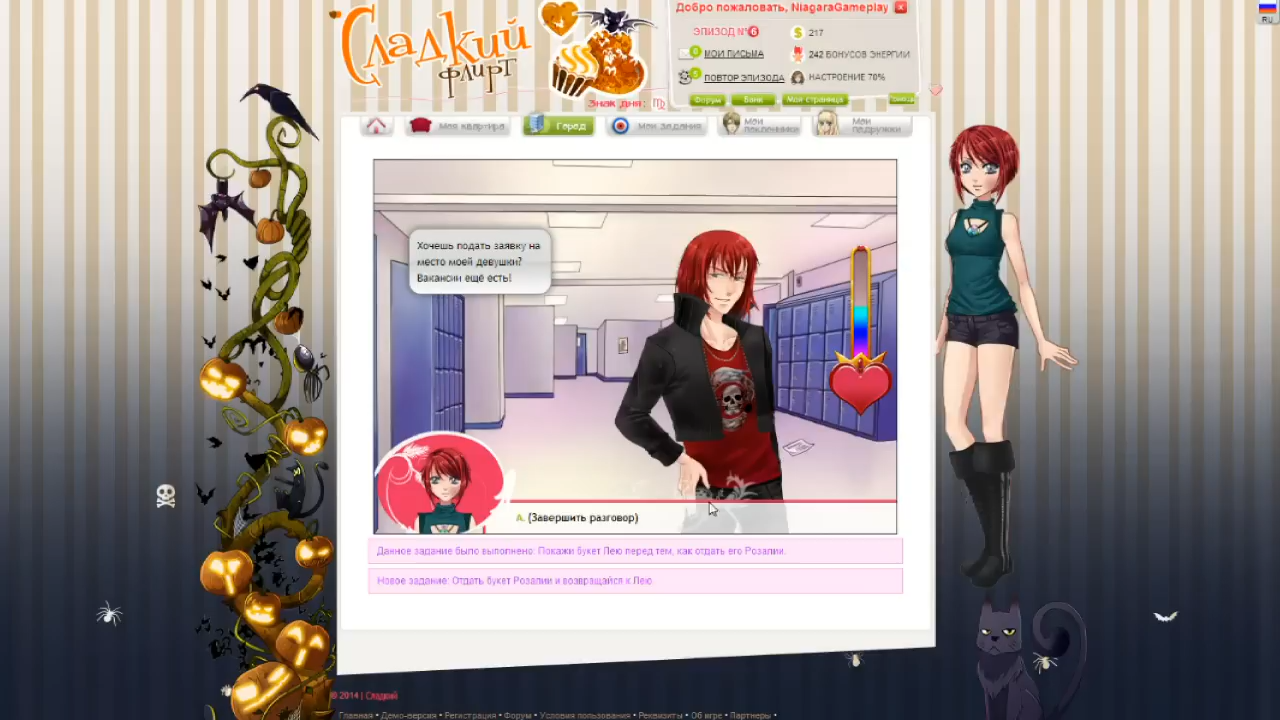 Сладкий
флирт
Добро пожаловать, NiagaraGameplay
RU
ЭПИЗОД №6
217
0 МОИ ПИСЬМА
242 БОНУСОВ ЭНЕРГИИ
5 ПОВТОР ЭПИЗОДА
НАСТРОЕНИЕ 70%
Знак дня: ♍
Форум
Банк
Моя страница
Моя квартира
Город
Мои задания
Мои поклонники
Мои подружки
Хочешь подать заявку на
место моей девушки?
Вакансии ещё есть!
A. (Завершить разговор)
Данное задание было выполнено: Покажи букет Лею перед тем, как отдать его Розалии.
Новое задание: Отдать букет Розалии и возвращайся к Лею.
© 2014 | Сладкий
Главная • Демо-версия • Регистрация • Форум • Условия пользования • Реквизиты • Об игре • Партнеры •